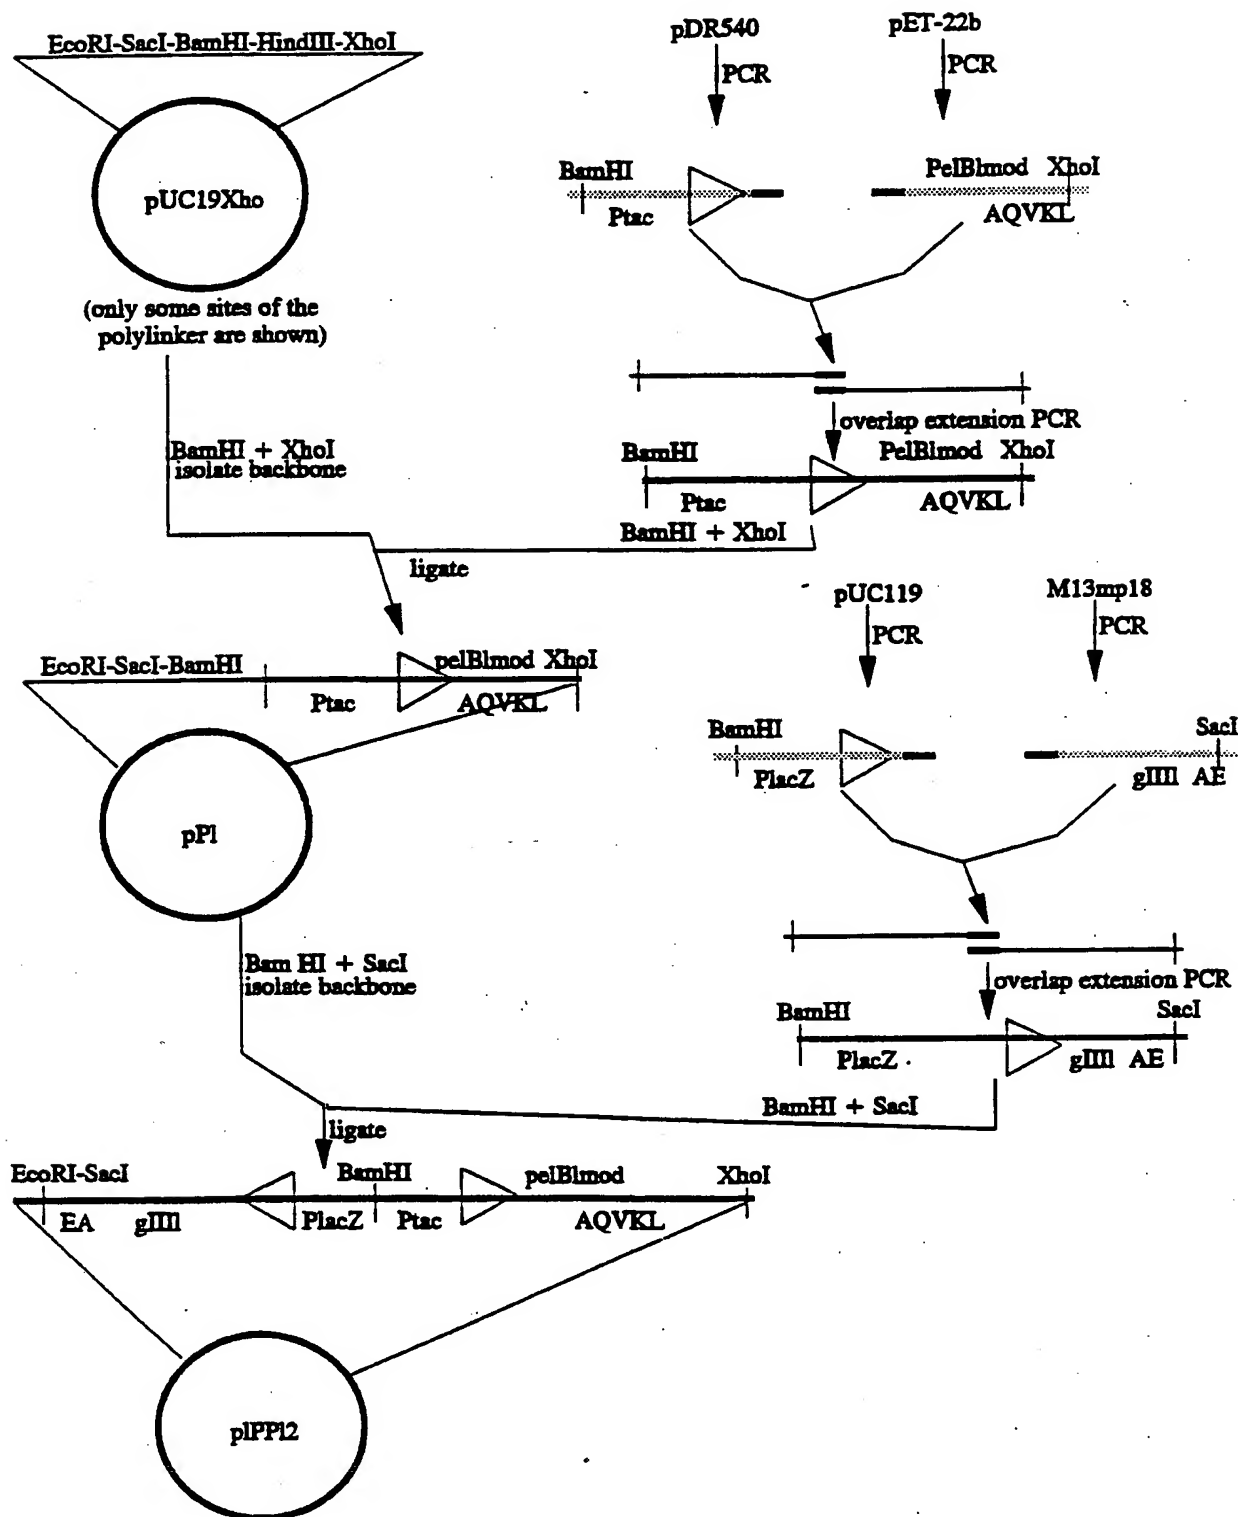 EcoRI-SacI-BamHI-HindIII-XhoI
pUC19Xho
(only some sites of the
polylinker are shown)
BamHI + XhoI
isolate backbone
pDR540
PCR
pET-22b
PCR
BamHI
Ptac
PelBlmod XhoI
AQVKL
overlap extension PCR
BamHI
PelBlmod XhoI
Ptac
AQVKL
BamHI + XhoI
ligate
EcoRI-SacI-BamHI
pelBlmod XhoI
Ptac
AQVKL
pPl
Bam HI + SacI
isolate backbone
pUC119
PCR
M13mp18
PCR
BamHI
PlacZ
SacI
gIIIl AE
overlap extension PCR
BamHI
SacI
PlacZ
gIIIl AE
BamHI + SacI
ligate
EcoRI-SacI
BamHI
pelBlmod
XhoI
EA
gIIIl
PlacZ
Ptac
AQVKL
plPPl2